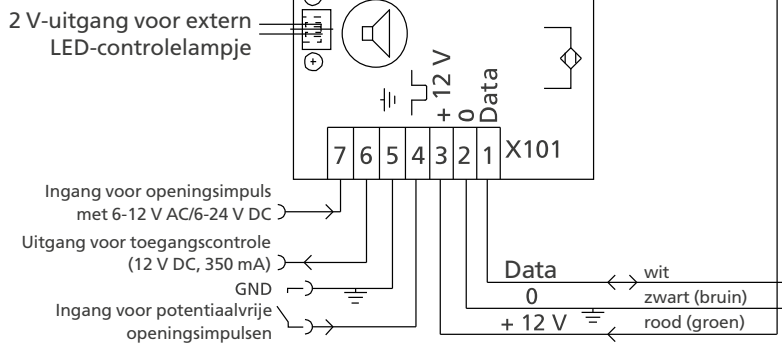 2 V-uitgang voor extern
LED-controlelampje
+ 12 V
0
Data
7 6 5 4 3 2 1 X101
Ingang voor openingsimpuls
met 6-12 V AC/6-24 V DC
Uitgang voor toegangscontrole
(12 V DC, 350 mA)
GND
Ingang voor potentiaalvrije
openingsimpulsen
Data wit
0 zwart (bruin)
+ 12 V rood (groen)